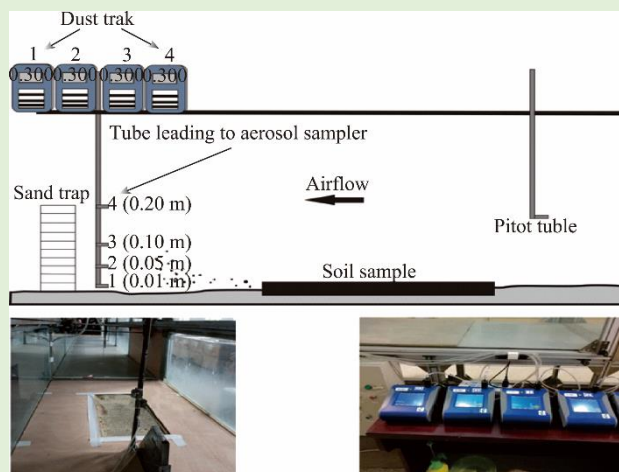 Dust trak
1 2 3 4
0.300 0.300 0.300 0.300
Tube leading to aerosol sampler
Sand trap
Airflow
4 (0.20 m)
Pitot tuble
3 (0.10 m)
2 (0.05 m)
Soil sample
1 (0.01 m)